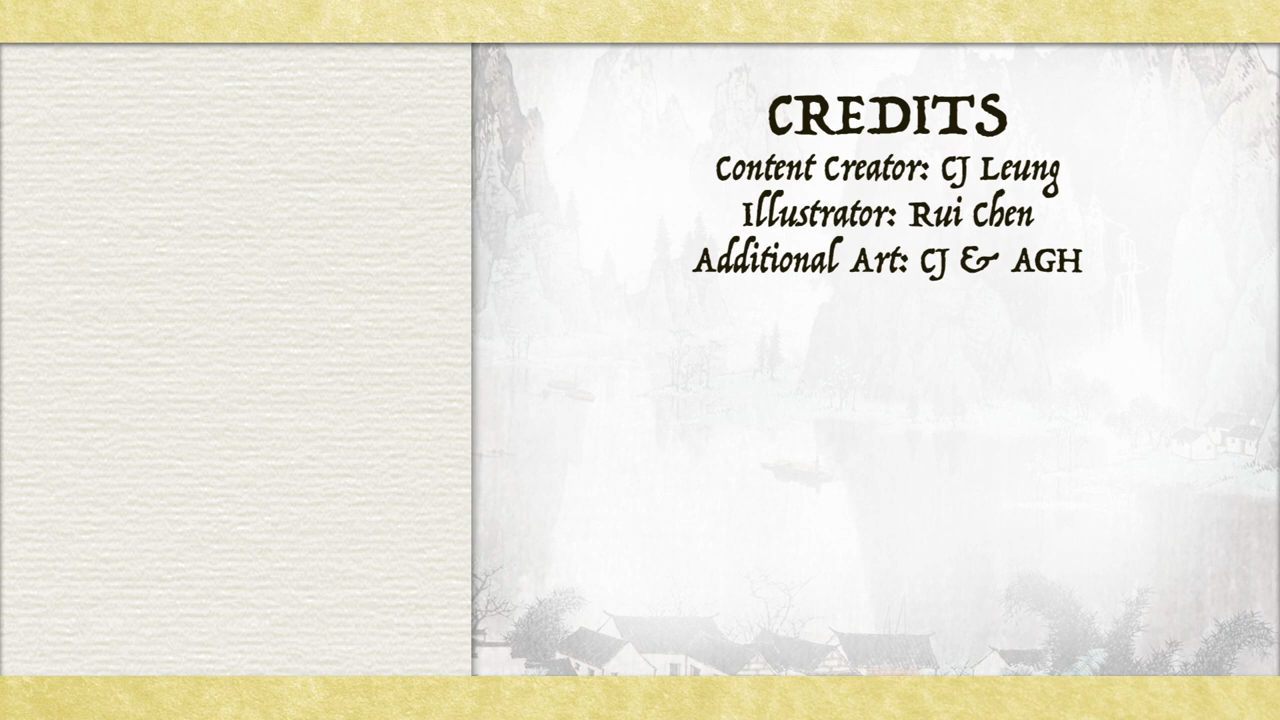 CREDITS
Content Creator: CJ Leung
Illustrator: Rui Chen
Additional Art: CJ & AGH